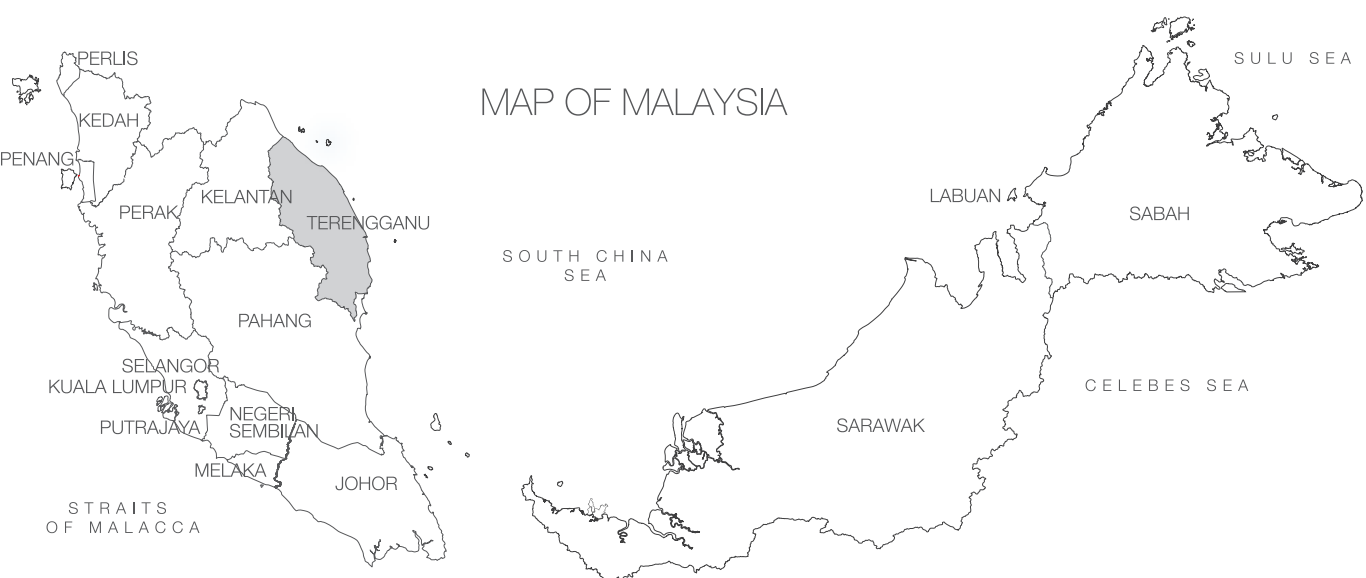 MAP OF MALAYSIA
PERLIS
KEDAH
PENANG
PERAK
KELANTAN
TERENGGANU
PAHANG
SELANGOR
KUALA LUMPUR
PUTRAJAYA
NEGERI
SEMBILAN
MELAKA
JOHOR
STRAITS
OF MALACCA
SOUTH CHINA
SEA
SULU SEA
LABUAN
SABAH
CELEBES SEA
SARAWAK